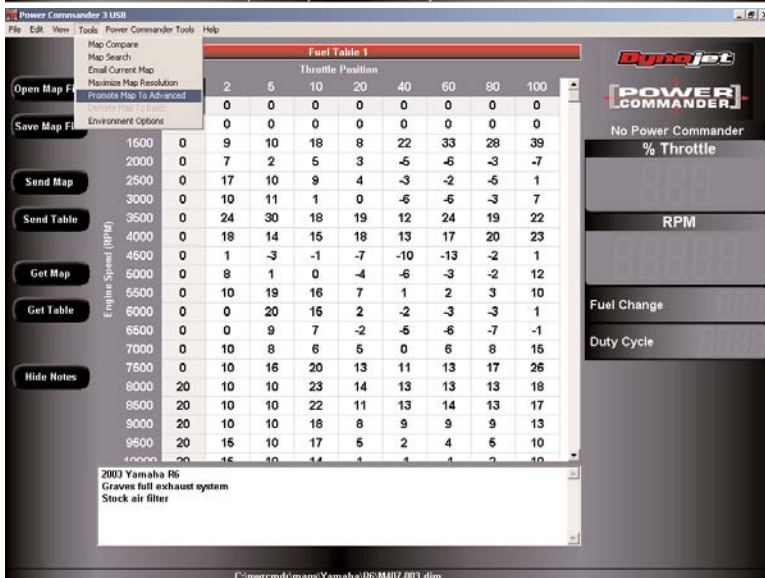 Power Commander 3 USB
File Edit View Tools Power Commander Tools Help
Map Compare
Map Search
Email Current Map
Maximize Map Resolution
Promote Map To Advanced
Demote Map To Basic
Environment Options
Open Map Fi
Save Map Fi
Send Map
Send Table
Get Map
Get Table
Hide Notes
Fuel Table 1
Throttle Position
2 5 10 20 40 60 80 100
0 0 0 0 0 0 0 0
0 0 0 0 0 0 0 0
Engine Speed (RPM)
1500 0 9 10 18 8 22 33 28 39
2000 0 7 2 5 3 -5 -6 -3 -7
2500 0 17 10 9 4 -3 -2 -5 1
3000 0 10 11 1 0 -6 -6 -3 7
3500 0 24 30 18 19 12 24 19 22
4000 0 18 14 15 18 13 17 20 23
4500 0 1 -3 -1 -7 -10 -13 -2 1
5000 0 8 1 0 -4 -6 -3 -2 12
5500 0 10 19 16 7 1 2 3 10
6000 0 0 20 15 2 -2 -3 -3 1
6500 0 0 9 7 -2 -5 -6 -7 -1
7000 0 10 8 6 5 0 6 8 15
7500 0 10 16 20 13 11 13 17 26
8000 20 10 10 23 14 13 13 13 18
8500 20 10 10 22 11 13 14 13 17
9000 20 10 10 18 8 9 9 9 13
9500 20 15 10 17 5 2 4 5 10
2003 Yamaha R6
Graves full exhaust system
Stock air filter
Dynojet
POWER
COMMANDER
No Power Commander
% Throttle
RPM
Fuel Change
Duty Cycle
C:\pwrcmdr\maps\Yamaha\R6\M407-003.djm